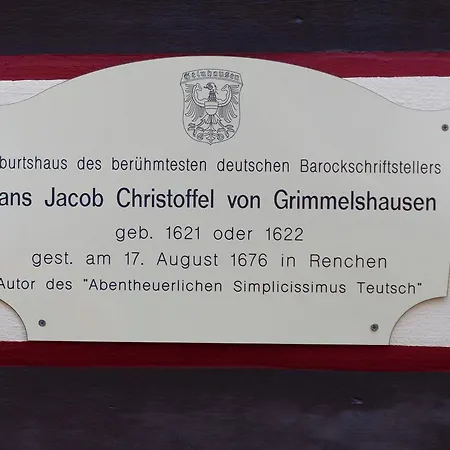 Gelnhausen
burtshaus des berühmtesten deutschen Barockschriftstellers
ans Jacob Christoffel von Grimmelshausen
geb. 1621 oder 1622
gest. am 17. August 1676 in Renchen
Autor des "Abentheuerlichen Simplicissimus Teutsch"